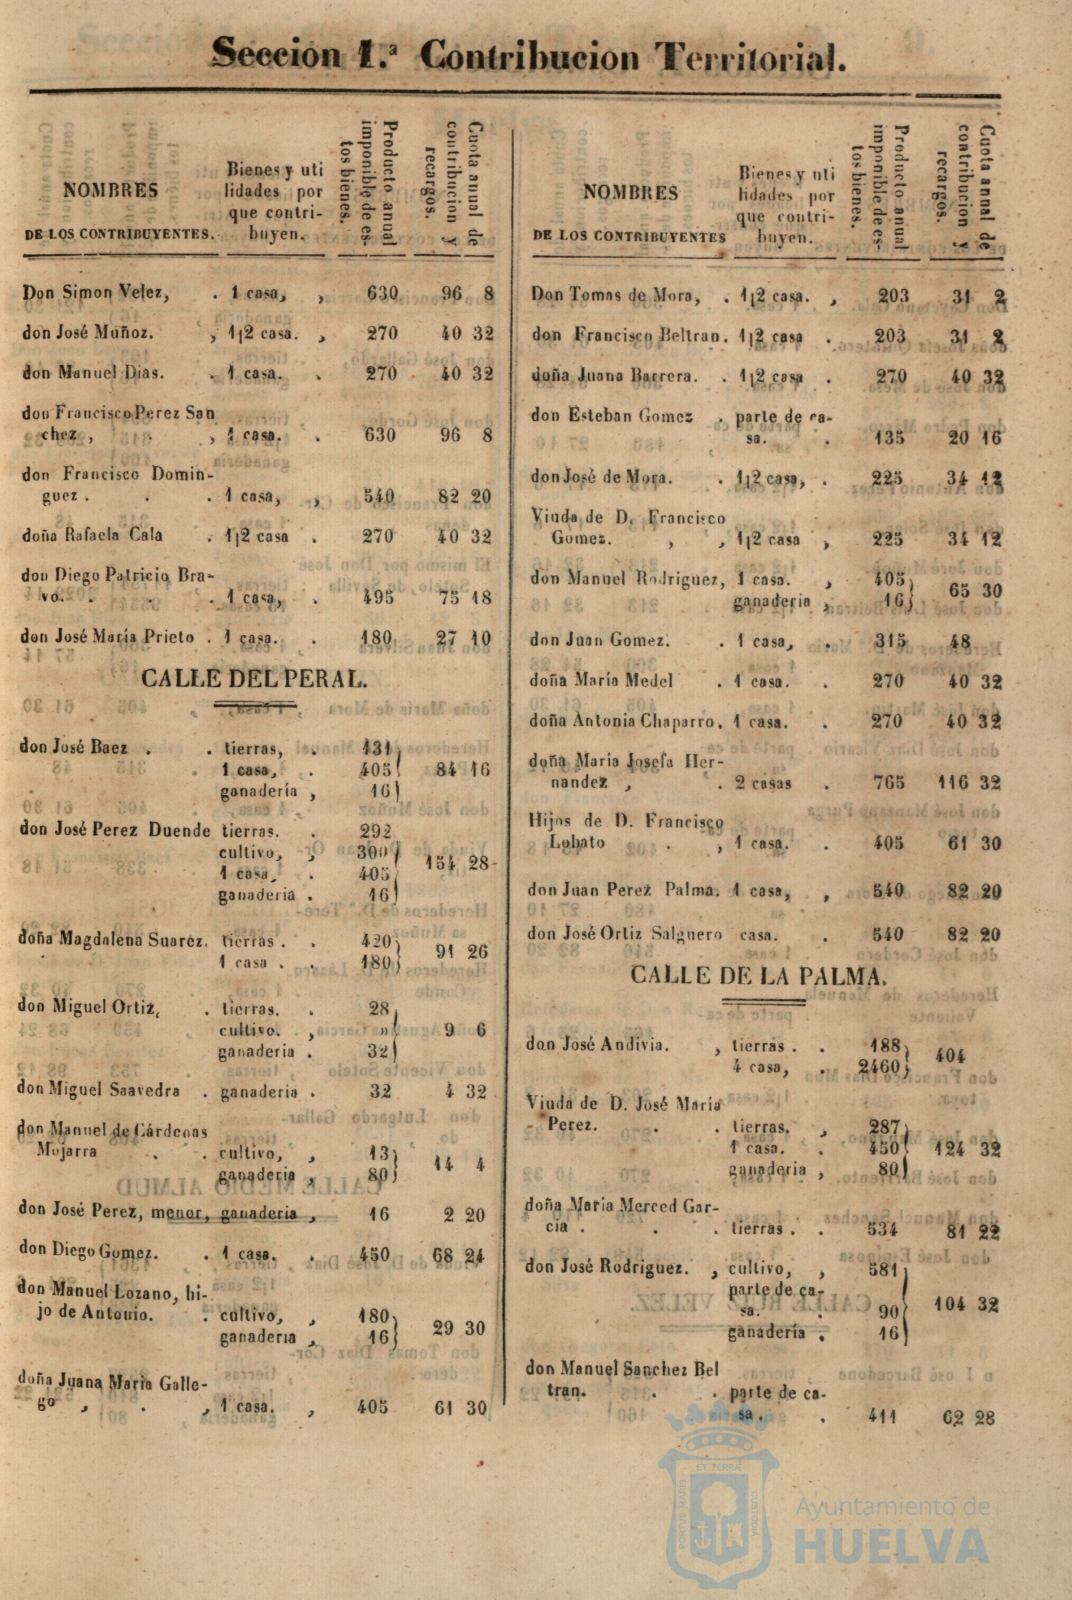 Seccion 1.ª Contribucion Territorial.
NOMBRES
DE LOS CONTRIBUYENTES.
Bienes y uti
lidades por
que contri-
buyen.
Producto anual
imponible de es-
tos bienes.
Cuota anual de
contribucion y
recargos.
Don Simon Velez, . 1 casa, , 630 96 8
don José Muñoz. , 1¡2 casa. , 270 40 32
don Manuel Dias. . 1 casa. . 270 40 32
don Francisco Perez San
chez , . , 1 casa. . 630 96 8
don Francisco Domin-
guez . . . 1 casa, , 540 82 20
doña Rafaela Cala . 1¡2 casa . 270 40 32
don Diego Patricio Bra-
vo. . . . 1 casa, . 495 75 18
don José María Prieto . 1 casa. . 180 27 10
CALLE DEL PERAL.
don José Baez . . tierras, . 131
1 casa, . 405 84 16
ganadería , 16
don José Perez Duende tierras. . 292
cultivo, , 300
1 casa, . 405 154 28
ganaderia . 16
doña Magdalena Suarez. tierras . . 420
1 casa . . 180 91 26
don Miguel Ortiz, . tierras. . 28
cultivo. , » 9 6
ganaderia . 32
don Miguel Saavedra . ganaderia . 32 4 32
don Manuel de Cárdenas
Mojarra . . cultivo, , 13
ganaderia , 80 14 4
don José Perez, menor, ganaderia , 16 2 20
don Diego Gomez. . 1 casa. . 450 68 24
don Manuel Lozano, hi-
jo de Antonio. . cultivo, , 180
ganaderia , 16 29 30
doña Juana María Galle-
go , . , 1 casa. , 405 61 30
NOMBRES
DE LOS CONTRIBUYENTES
Bienes y uti
lidades por
que contri-
buyen.
Producto anual
imponible de es-
tos bienes.
Cuota anual de
contribucion y
recargos.
Don Tomas de Mora, . 1¡2 casa. , 203 31 2
don Francisco Beltran. 1¡2 casa . 203 31 2
doña Juana Barrera. . 1¡2 casa . 270 40 32
don Esteban Gomez . parte de ca-
sa. . 135 20 16
don José de Mora. . 1¡2 casa, . 225 34 12
Viuda de D. Francisco
Gomez. , , 1¡2 casa , 225 34 12
don Manuel Rodriguez, 1 casa. , 405
ganaderia , 16 65 30
don Juan Gomez. . 1 casa, . 315 48
doña María Medel . 1 casa. . 270 40 32
doña Antonia Chaparro. 1 casa. . 270 40 32
doña María Josefa Her-
nandez , . 2 casas . 765 116 32
Hijos de D. Francisco
Lobato . , 1 casa. . 405 61 30
don Juan Perez Palma. 1 casa, , 540 82 20
don José Ortiz Salguero casa. . 540 82 20
CALLE DE LA PALMA.
don José Andivia. , tierras . . 188
4 casa, . 2460 404
Viuda de D. José María
Perez. . . tierras. , 287
1 casa. . 450 124 32
ganaderia , 80
doña María Merced Gar-
cia . . . tierras . . 534 81 22
don José Rodriguez. , cultivo, , 581
parte de ca-
sa. . 90 104 32
ganadería . 16
don Manuel Sanchez Bel
tran. . . parte de ca-
sa . . 411 62 28
PORTUS MARIS
ET TERRÆ
CUSTODIA
Ayuntamiento de
HUELVA